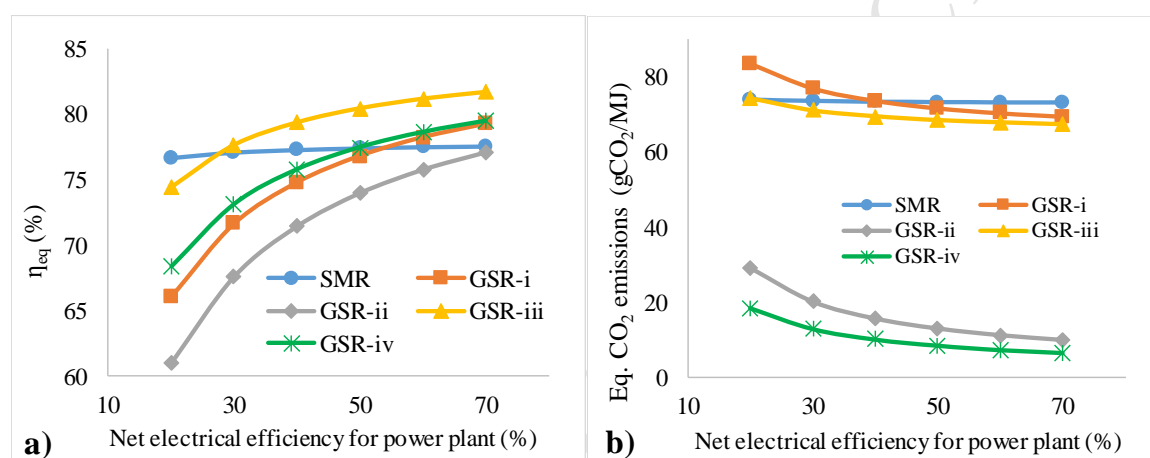 85
80
75
70
65
60
η_eq (%)
SMR
GSR-i
GSR-ii
GSR-iii
GSR-iv
10 30 50 70
a) Net electrical efficiency for power plant (%)
80
60
40
20
0
Eq. CO₂ emissions (gCO₂/MJ)
SMR
GSR-i
GSR-ii
GSR-iii
GSR-iv
10 30 50 70
b) Net electrical efficiency for power plant (%)